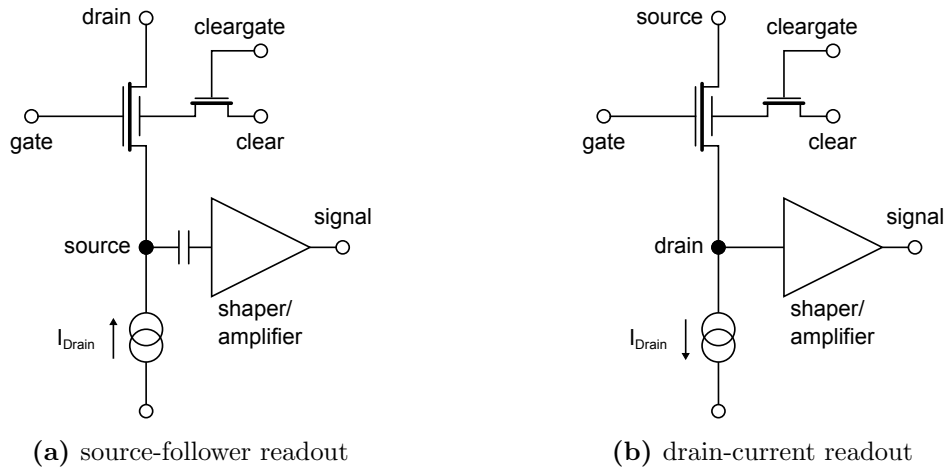 drain
cleargate
gate
clear
source
signal
shaper/
amplifier
I_Drain
(a) source-follower readout
source
cleargate
gate
clear
drain
signal
shaper/
amplifier
I_Drain
(b) drain-current readout